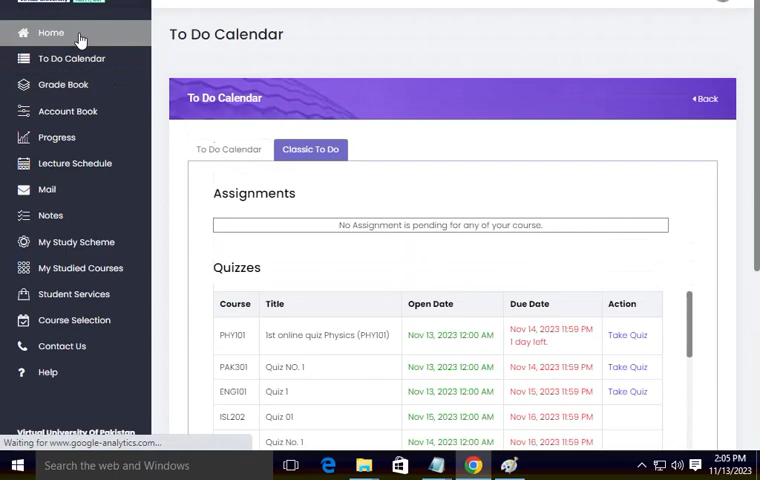 Home
To Do Calendar
Grade Book
Account Book
Progress
Lecture Schedule
Mail
Notes
My Study Scheme
My Studied Courses
Student Services
Course Selection
Contact Us
Help
Virtual University Of Pakistan
Waiting for www.google-analytics.com...
To Do Calendar
To Do Calendar
Back
To Do Calendar
Classic To Do
Assignments
No Assignment is pending for any of your course.
Quizzes
Course Title Open Date Due Date Action
PHY101 1st online quiz Physics (PHY101) Nov 13, 2023 12:00 AM Nov 14, 2023 11:59 PM Take Quiz
1 day left.
PAK301 Quiz NO. 1 Nov 13, 2023 12:00 AM Nov 14, 2023 11:59 PM Take Quiz
ENG101 Quiz 1 Nov 13, 2023 12:00 AM Nov 15, 2023 11:59 PM Take Quiz
ISL202 Quiz 01 Nov 15, 2023 12:00 AM Nov 16, 2023 11:59 PM
Quiz No. 1 Nov 14, 2023 12:00 AM Nov 16, 2023 11:59 PM
Search the web and Windows
2:05 PM
11/13/2023